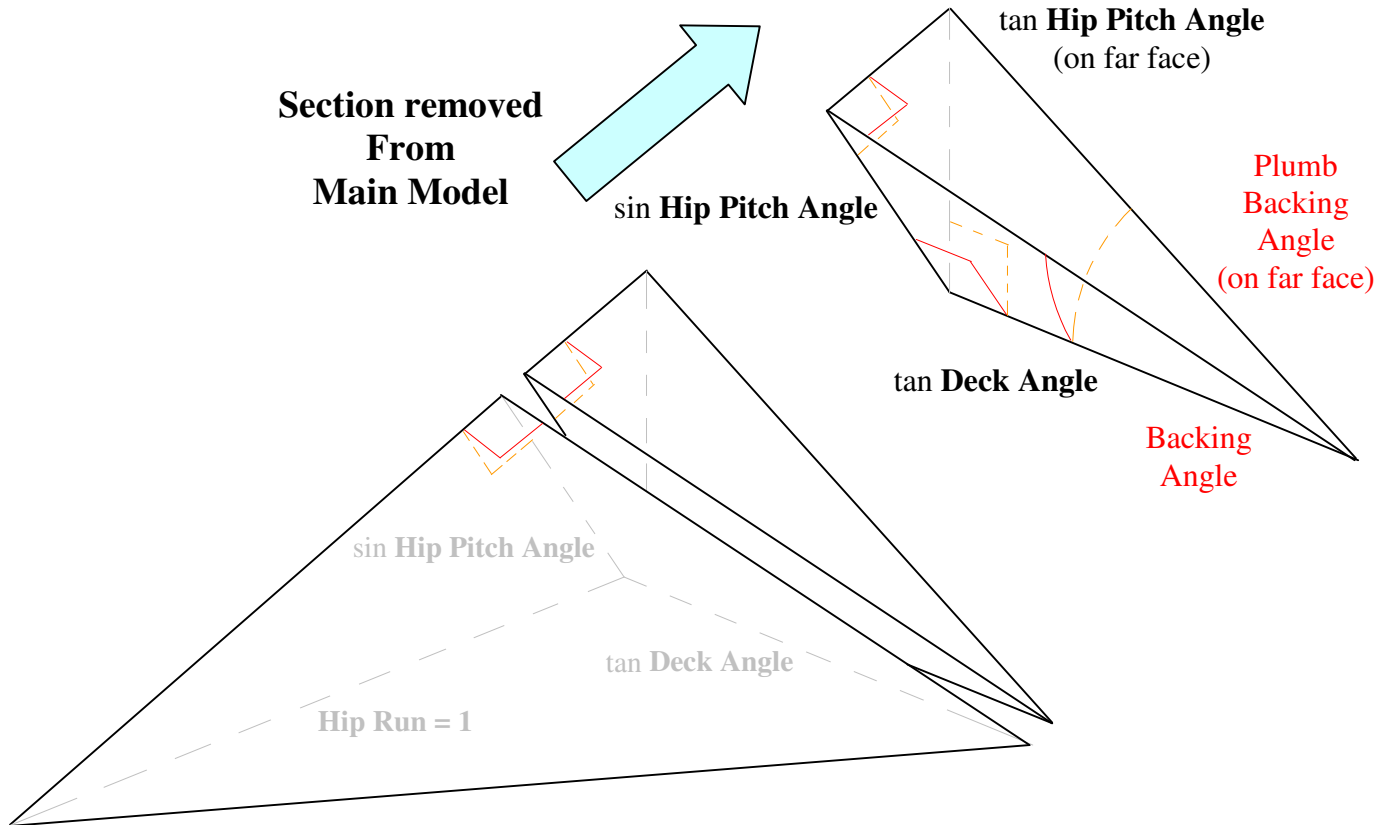 tan Hip Pitch Angle
(on far face)
Section removed
From
Main Model
sin Hip Pitch Angle
Plumb
Backing
Angle
(on far face)
tan Deck Angle
Backing
Angle
sin Hip Pitch Angle
tan Deck Angle
Hip Run = 1